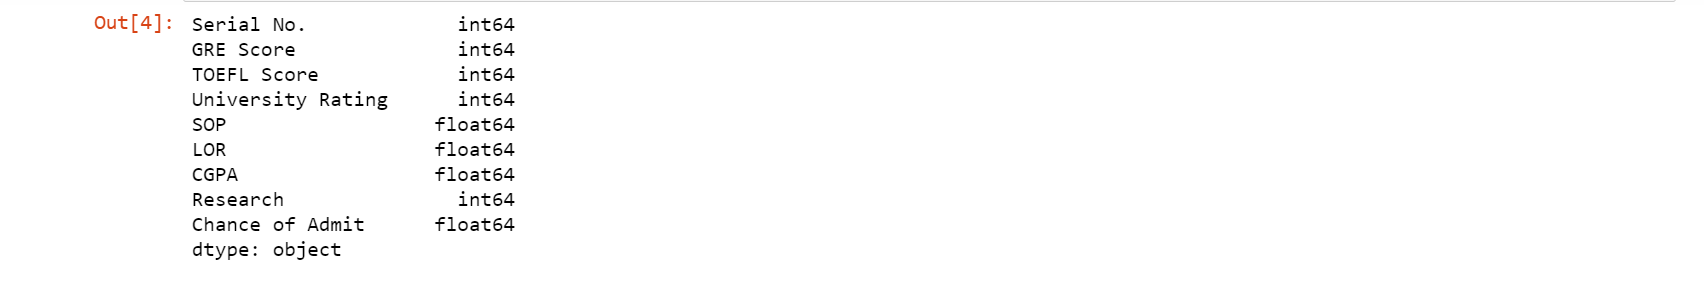 Out[4]: Serial No. int64
GRE Score int64
TOEFL Score int64
University Rating int64
SOP float64
LOR float64
CGPA float64
Research int64
Chance of Admit float64
dtype: object